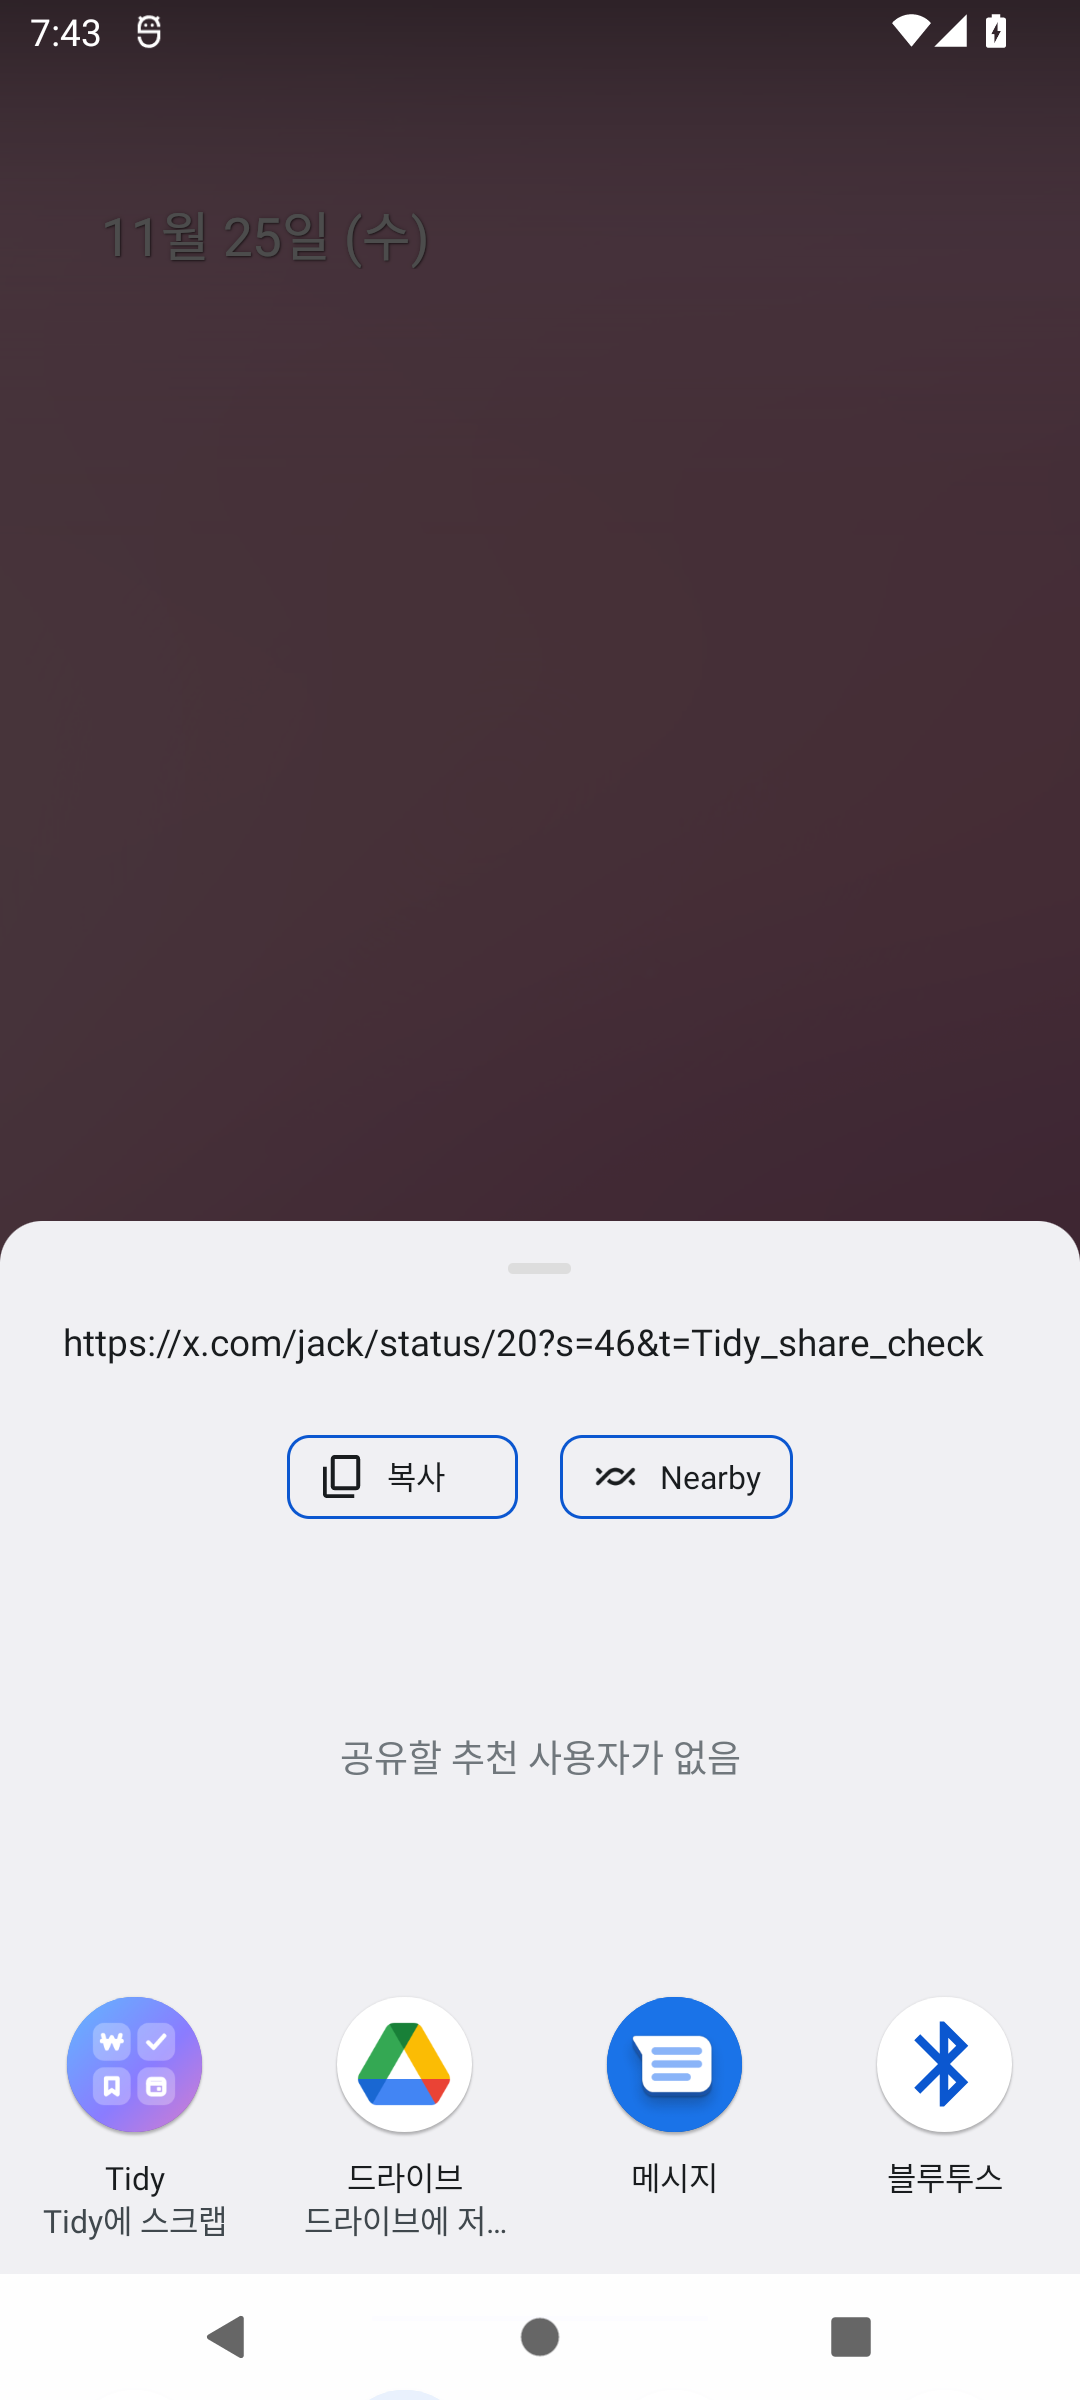 7:43
11월 25일 (수)
https://x.com/jack/status/20?s=46&t=Tidy_share_check
복사
Nearby
공유할 추천 사용자가 없음
Tidy
드라이브
메시지
블루투스
Tidy에 스크랩
드라이브에 저...